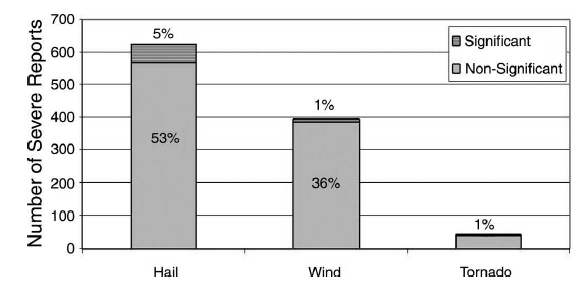 Number of Severe Reports
700
600
500
400
300
200
100
0
5%
53%
1%
36%
1%
Significant
Non-Significant
Hail
Wind
Tornado